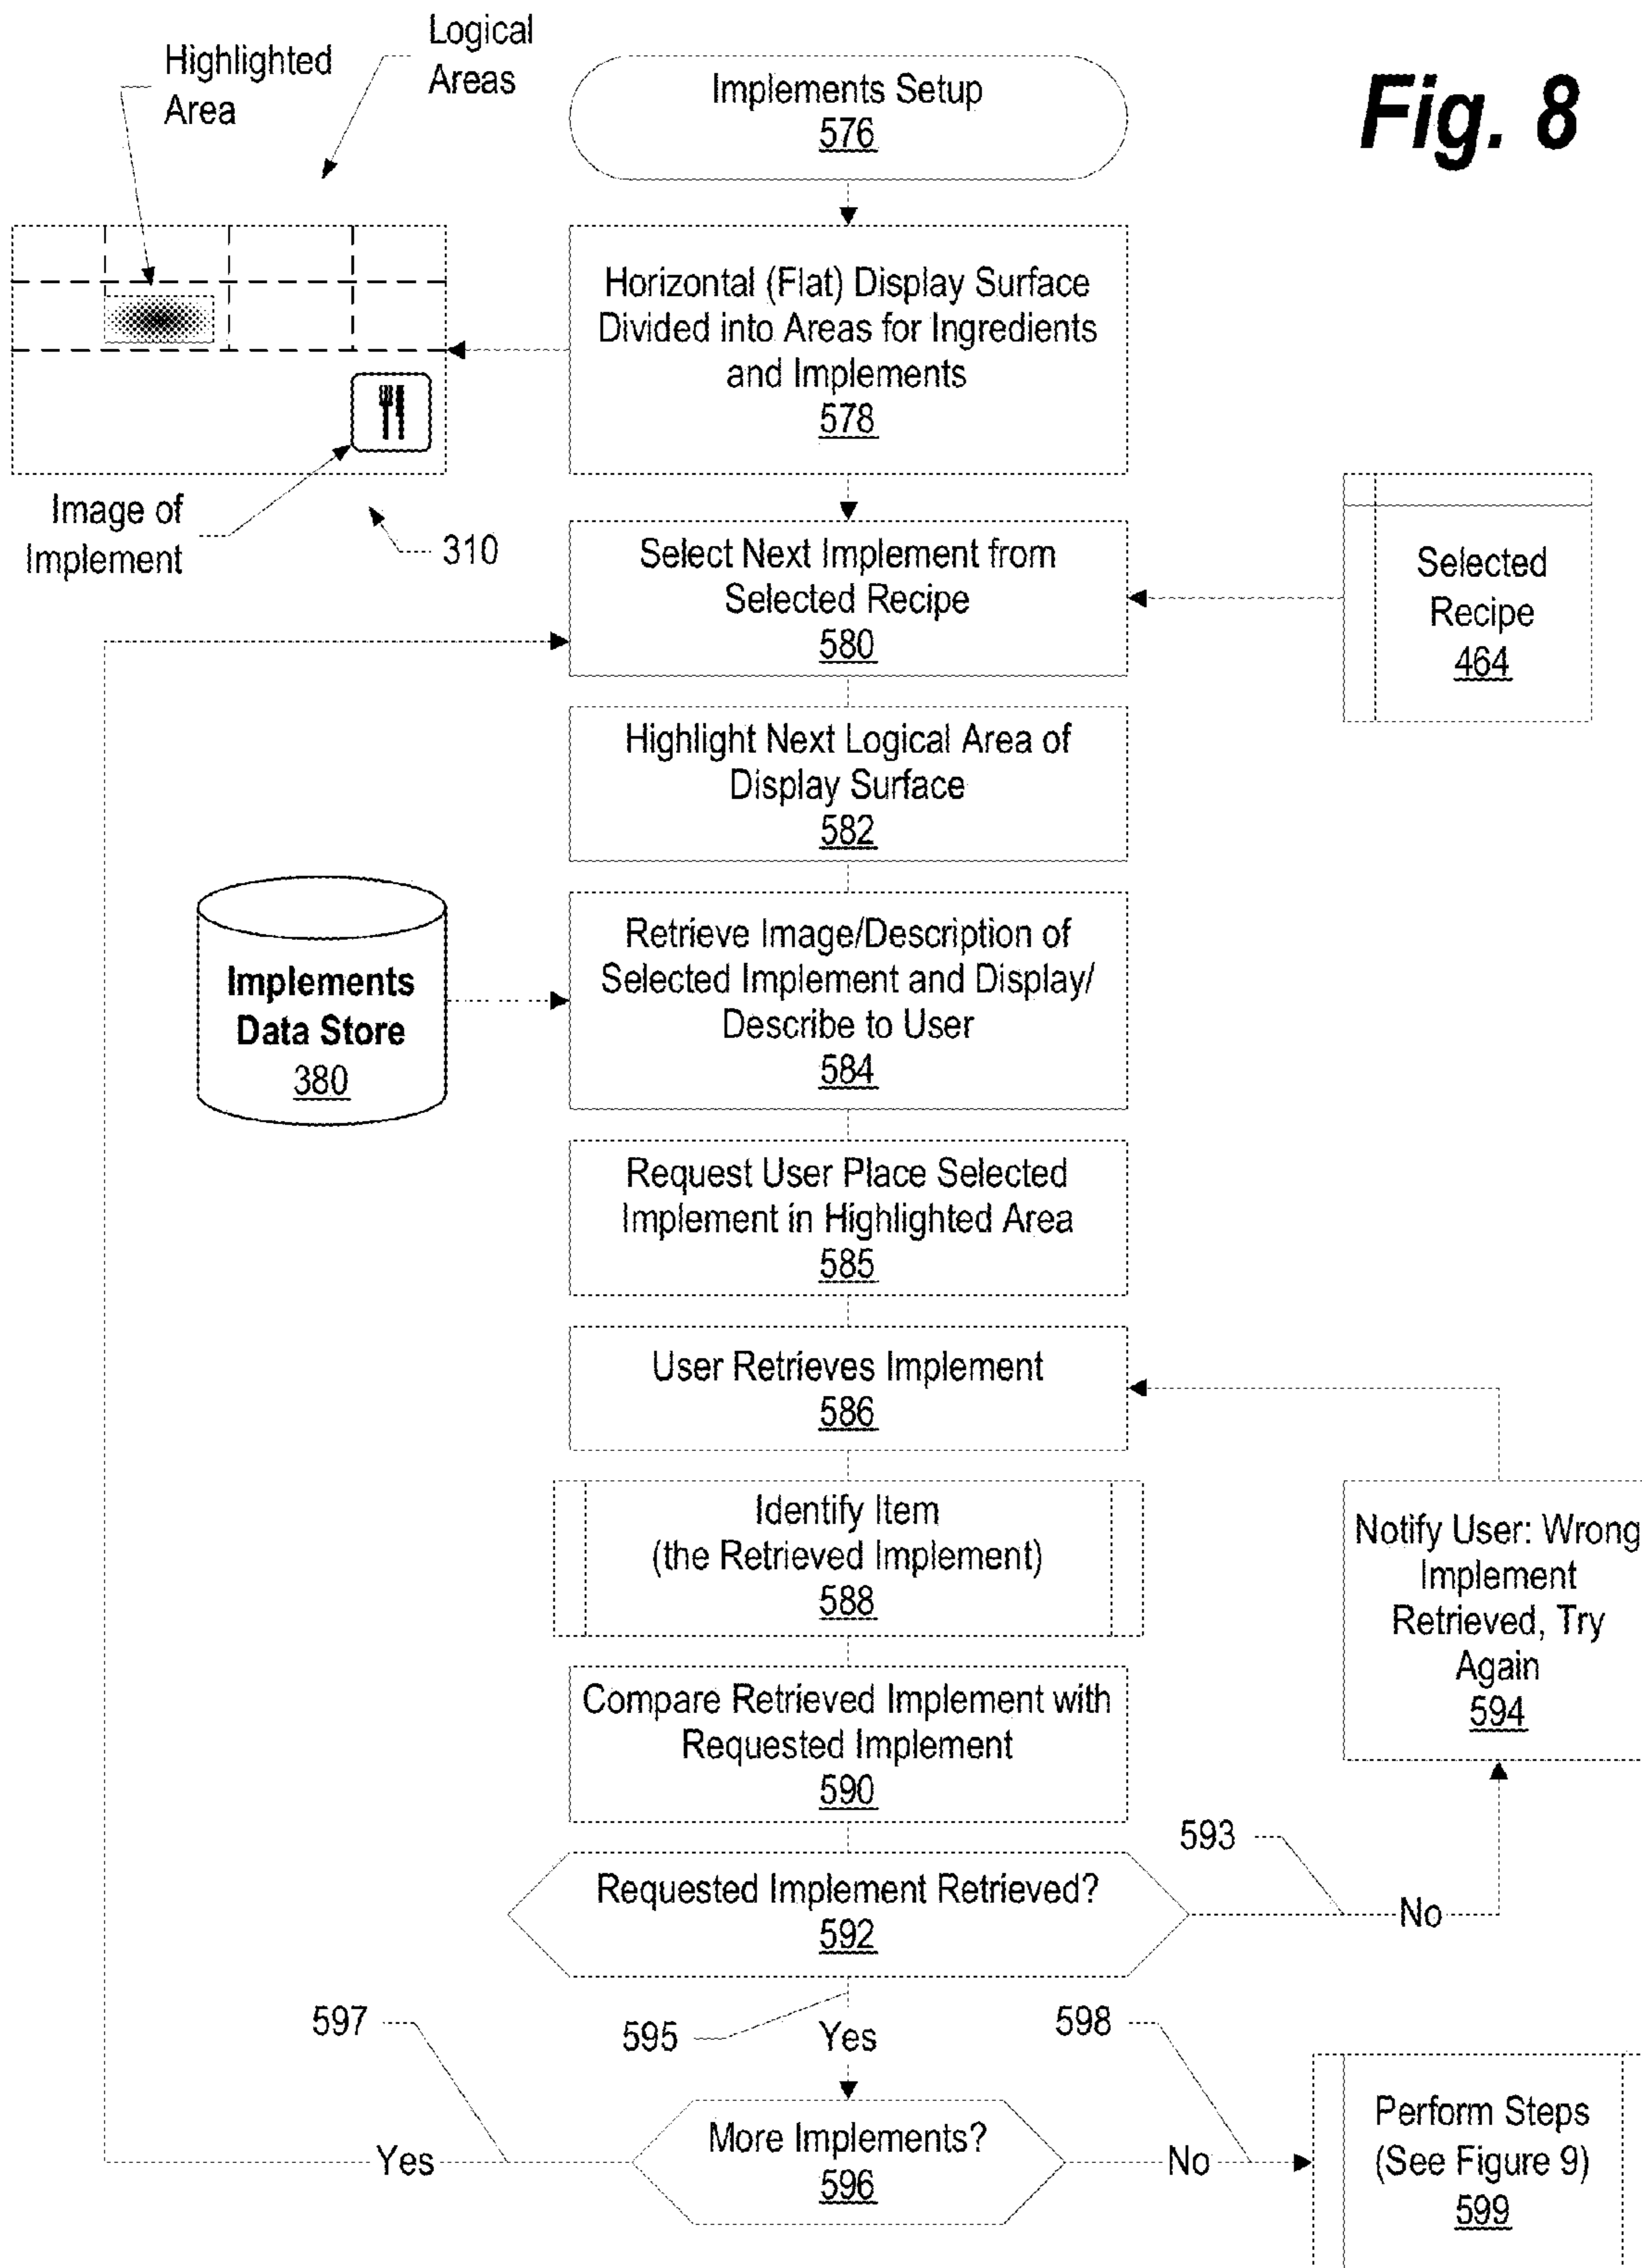 Fig. 8
Highlighted
Area
Logical
Areas
Implements Setup
576
Horizontal (Flat) Display Surface
Divided into Areas for Ingredients
and Implements
578
Image of
Implement
310
Select Next Implement from
Selected Recipe
580
Selected
Recipe
464
Highlight Next Logical Area of
Display Surface
582
Implements
Data Store
380
Retrieve Image/Description of
Selected Implement and Display/
Describe to User
584
Request User Place Selected
Implement in Highlighted Area
585
User Retrieves Implement
586
Identify Item
(the Retrieved Implement)
588
Notify User: Wrong
Implement
Retrieved, Try
Again
594
Compare Retrieved Implement with
Requested Implement
590
593
Requested Implement Retrieved?
592
No
597
595
Yes
598
Yes
More Implements?
596
No
Perform Steps
(See Figure 9)
599